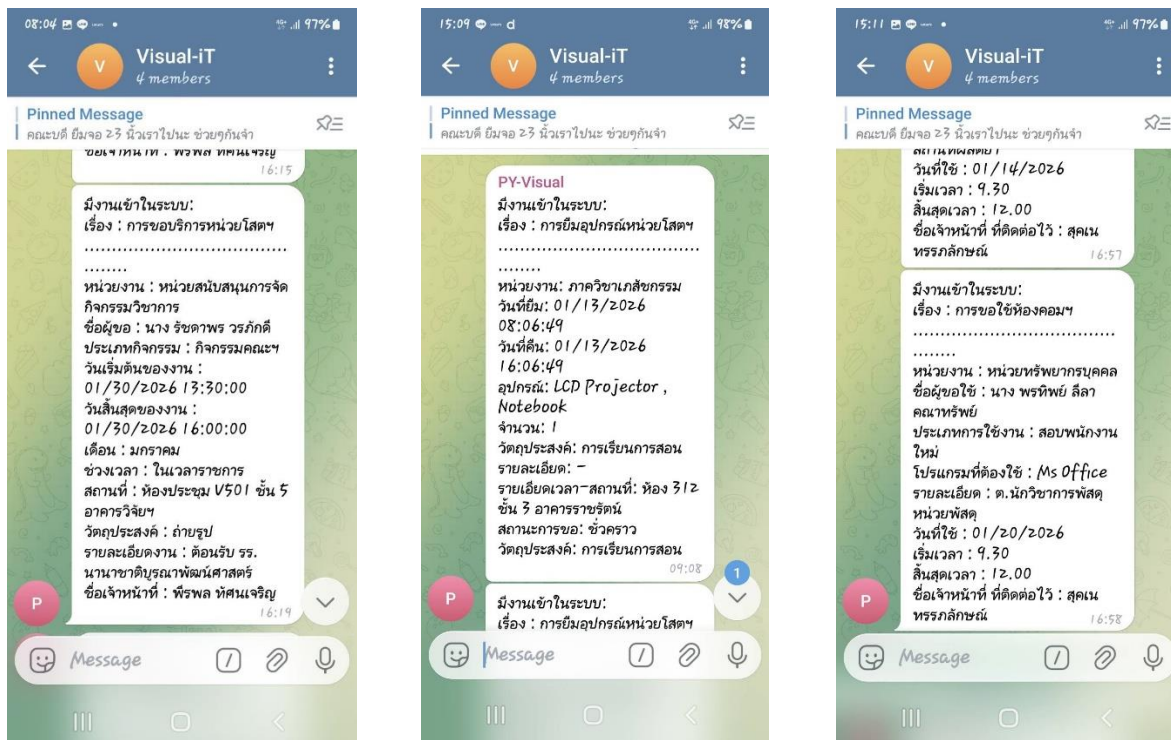 08:04
97%
Visual-iT
4 members
Pinned Message
คณะบดี ยืมจอ 23 นิ้วเราไปนะ ช่วยๆกันจำ
ชื่อเจ้าหน้าที่ : พีรพล ทัศนเจริญ
16:15
มีงานเข้าในระบบ:
เรื่อง : การขอบริการหน่วยโสตฯ
.....................................
........
หน่วยงาน : หน่วยสนับสนุนการจัด
กิจกรรมวิชาการ
ชื่อผู้ขอ : นาง รัชดาพร วรภักดี
ประเภทกิจกรรม : กิจกรรมคณะฯ
วันเริ่มต้นของงาน :
01/30/2026 13:30:00
วันสิ้นสุดของงาน :
01/30/2026 16:00:00
เดือน : มกราคม
ช่วงเวลา : ในเวลาราชการ
สถานที่ : ห้องประชุม V501 ชั้น 5
อาคารวิจัยฯ
วัตถุประสงค์ : ถ่ายรูป
รายละเอียดงาน : ต้อนรับ รร.
นานาชาติบูรณาพัฒน์ศาสตร์
ชื่อเจ้าหน้าที่ : พีรพล ทัศนเจริญ
16:19
P
Message
15:09
98%
Visual-iT
4 members
Pinned Message
คณะบดี ยืมจอ 23 นิ้วเราไปนะ ช่วยๆกันจำ
PY-Visual
มีงานเข้าในระบบ:
เรื่อง : การยืมอุปกรณ์หน่วยโสตฯ
.....................................
........
หน่วยงาน: ภาควิชาเภสัชกรรม
วันที่ยืม: 01/13/2026
08:06:49
วันที่คืน: 01/13/2026
16:06:49
อุปกรณ์: LCD Projector ,
Notebook
จำนวน: 1
วัตถุประสงค์: การเรียนการสอน
รายละเอียด: -
รายเอียดเวลา-สถานที่: ห้อง 312
ชั้น 3 อาคารราชรัตน์
สถานะการขอ: ชั่วคราว
วัตถุประสงค์: การเรียนการสอน
09:08
1
P
มีงานเข้าในระบบ:
เรื่อง : การยืมอุปกรณ์หน่วยโสตฯ
Message
15:11
97%
Visual-iT
4 members
Pinned Message
คณะบดี ยืมจอ 23 นิ้วเราไปนะ ช่วยๆกันจำ
วันที่ใช้ : 01/14/2026
เริ่มเวลา : 9.30
สิ้นสุดเวลา : 12.00
ชื่อเจ้าหน้าที่ ที่ติดต่อไว้ : สุคเน
ทรรภลักษณ์
16:57
มีงานเข้าในระบบ:
เรื่อง : การขอใช้ห้องคอมฯ
.....................................
........
หน่วยงาน : หน่วยทรัพยากรบุคคล
ชื่อผู้ขอใช้ : นาง พรทิพย์ ลีลา
คณาทรัพย์
ประเภทการใช้งาน : สอบพนักงาน
ใหม่
โปรแกรมที่ต้องใช้ : Ms Office
รายละเอียด : ต.นักวิชาการพัสดุ
หน่วยพัสดุ
วันที่ใช้ : 01/20/2026
เริ่มเวลา : 9.30
สิ้นสุดเวลา : 12.00
ชื่อเจ้าหน้าที่ ที่ติดต่อไว้ : สุคเน
ทรรภลักษณ์
16:58
P
Message